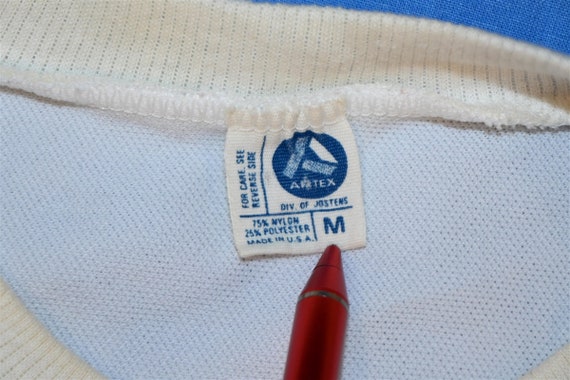 FOR CARE, SEE
REVERSE SIDE
ARTEX
DIV. OF JOSTENS
75% NYLON
25% POLYESTER
MADE IN U.S.A.
M